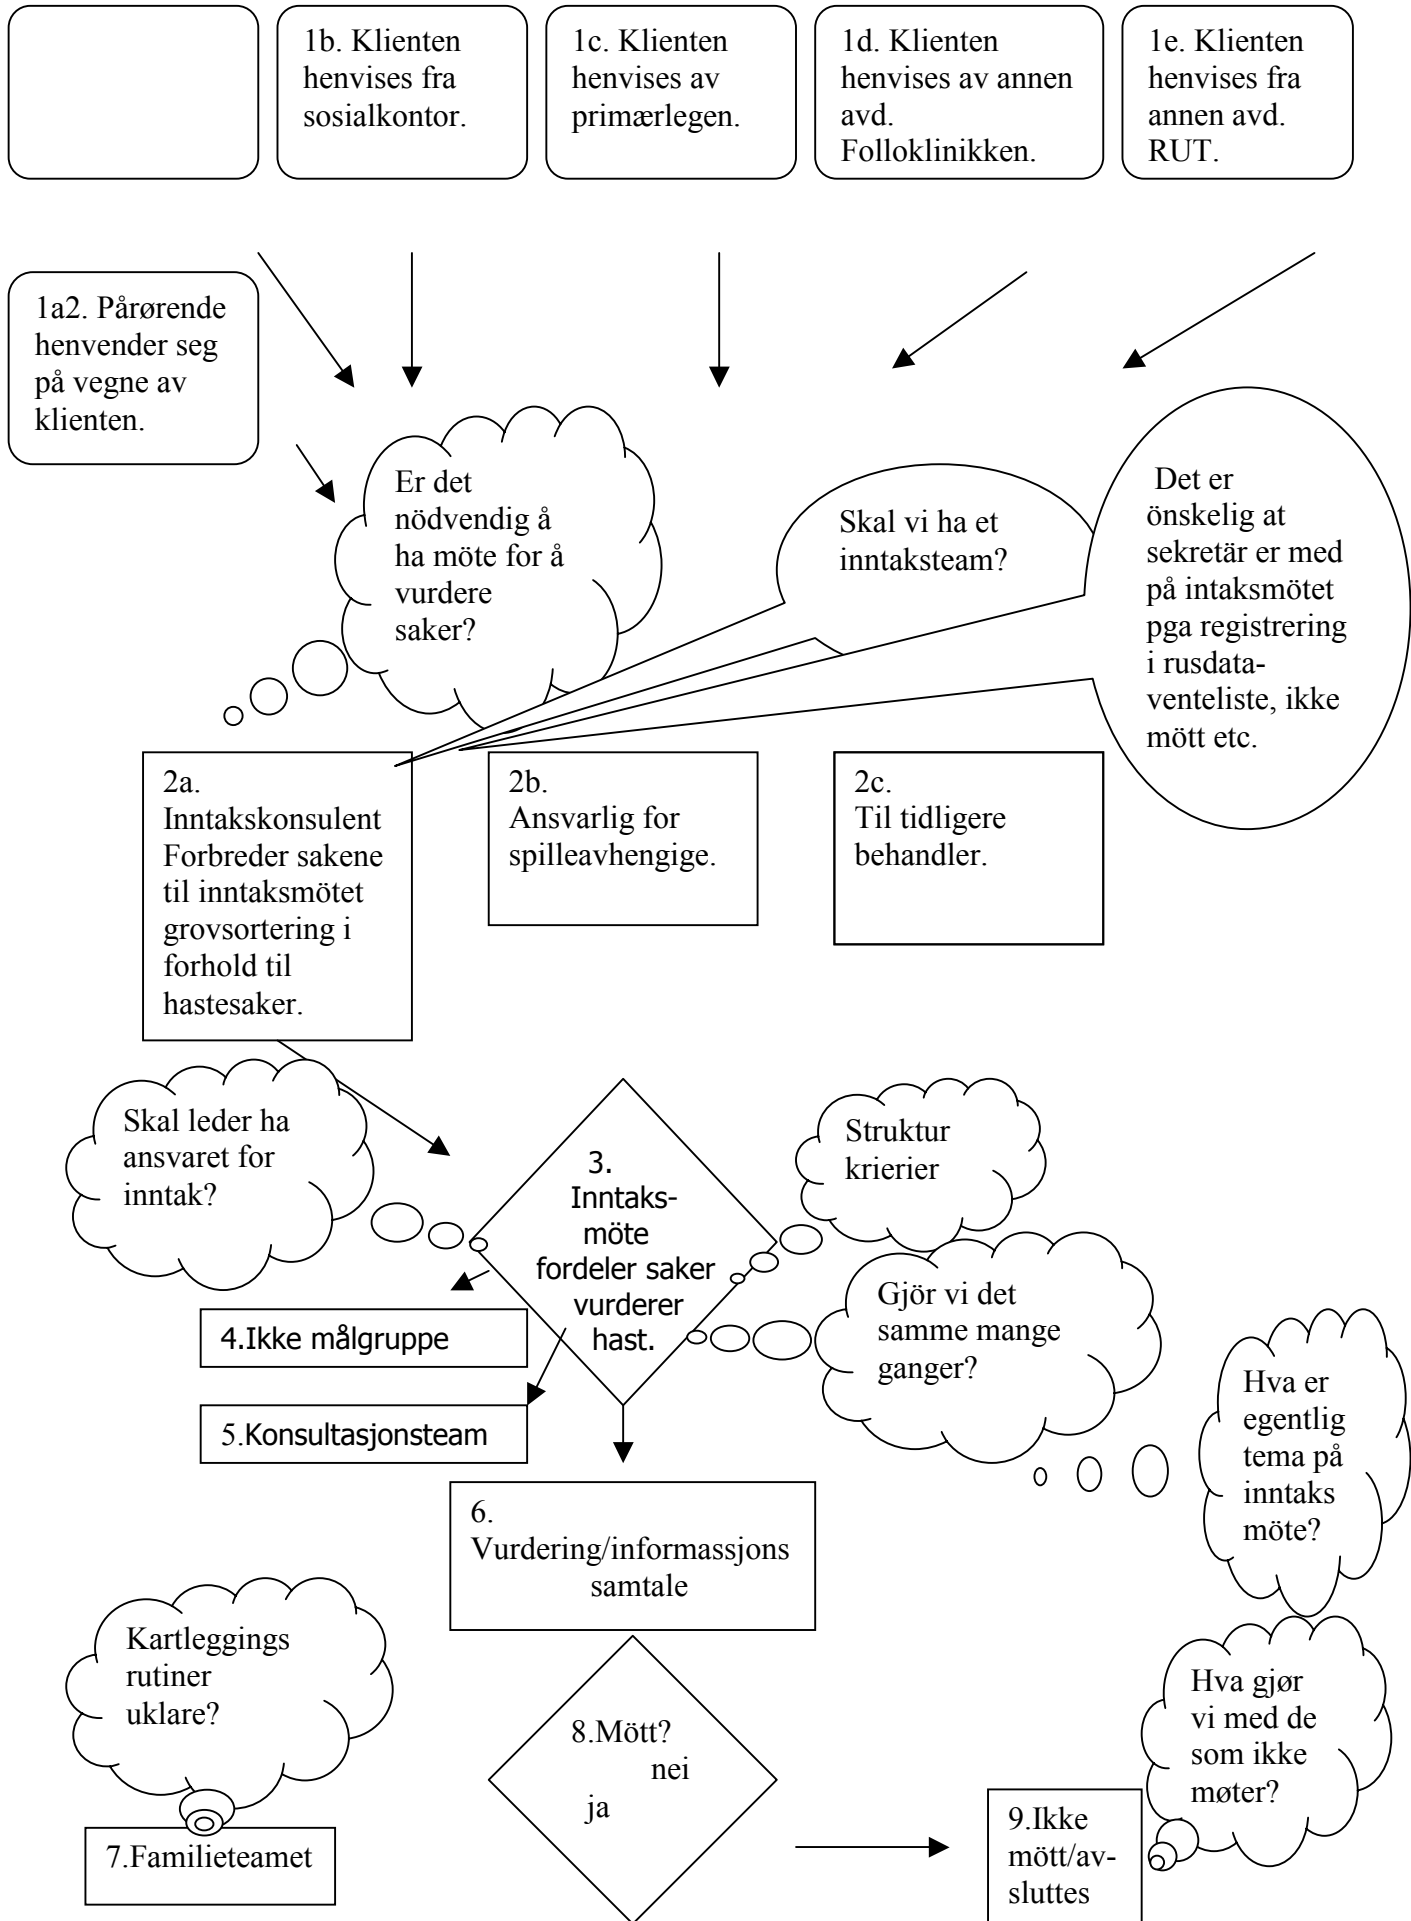 1b. Klienten
henvises fra
sosialkontor.
1c. Klienten
henvises av
primærlegen.
1d. Klienten
henvises av annen
avd.
Folloklinikken.
1e. Klienten
henvises fra
annen avd.
RUT.
1a2. Pårørende
henvender seg
på vegne av
klienten.
Er det
nödvendig å
ha möte for å
vurdere
saker?
Skal vi ha et
inntaksteam?
Det er
önskelig at
sekretär er med
på intaksmötet
pga registrering
i rusdata-
venteliste, ikke
mött etc.
2a.
Inntakskonsulent
Forbreder sakene
til inntaksmötet
grovsortering i
forhold til
hastesaker.
2b.
Ansvarlig for
spilleavhengige.
2c.
Til tidligere
behandler.
Skal leder ha
ansvaret for
inntak?
3.
Inntaks-
möte
fordeler saker
vurderer
hast.
Struktur
krierier
Gjör vi det
samme mange
ganger?
4.Ikke målgruppe
5.Konsultasjonsteam
Hva er
egentlig
tema på
inntaks
möte?
6.
Vurdering/informassjons
samtale
Kartleggings
rutiner
uklare?
7.Familieteamet
8.Mött?
nei
ja
Hva gjør
vi med de
som ikke
møter?
9.Ikke
mött/av-
sluttes